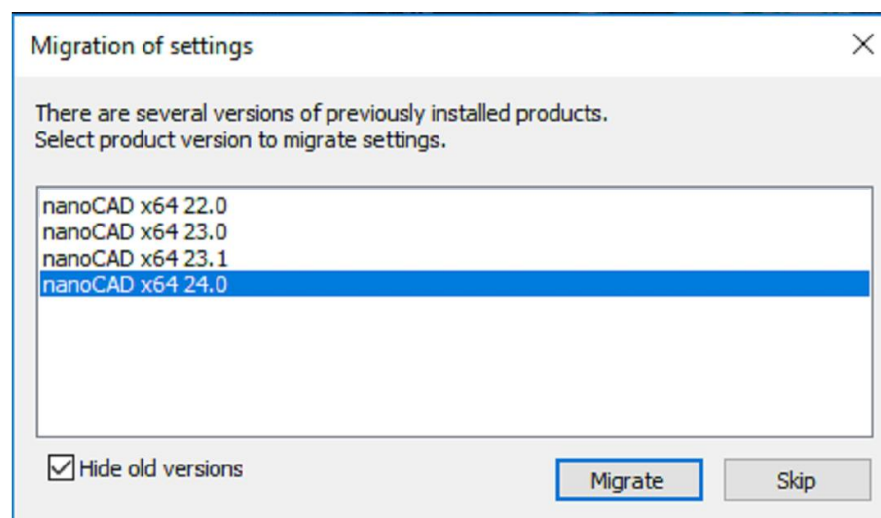 Migration of settings
There are several versions of previously installed products.
Select product version to migrate settings.
nanoCAD x64 22.0
nanoCAD x64 23.0
nanoCAD x64 23.1
nanoCAD x64 24.0
Hide old versions
Migrate
Skip